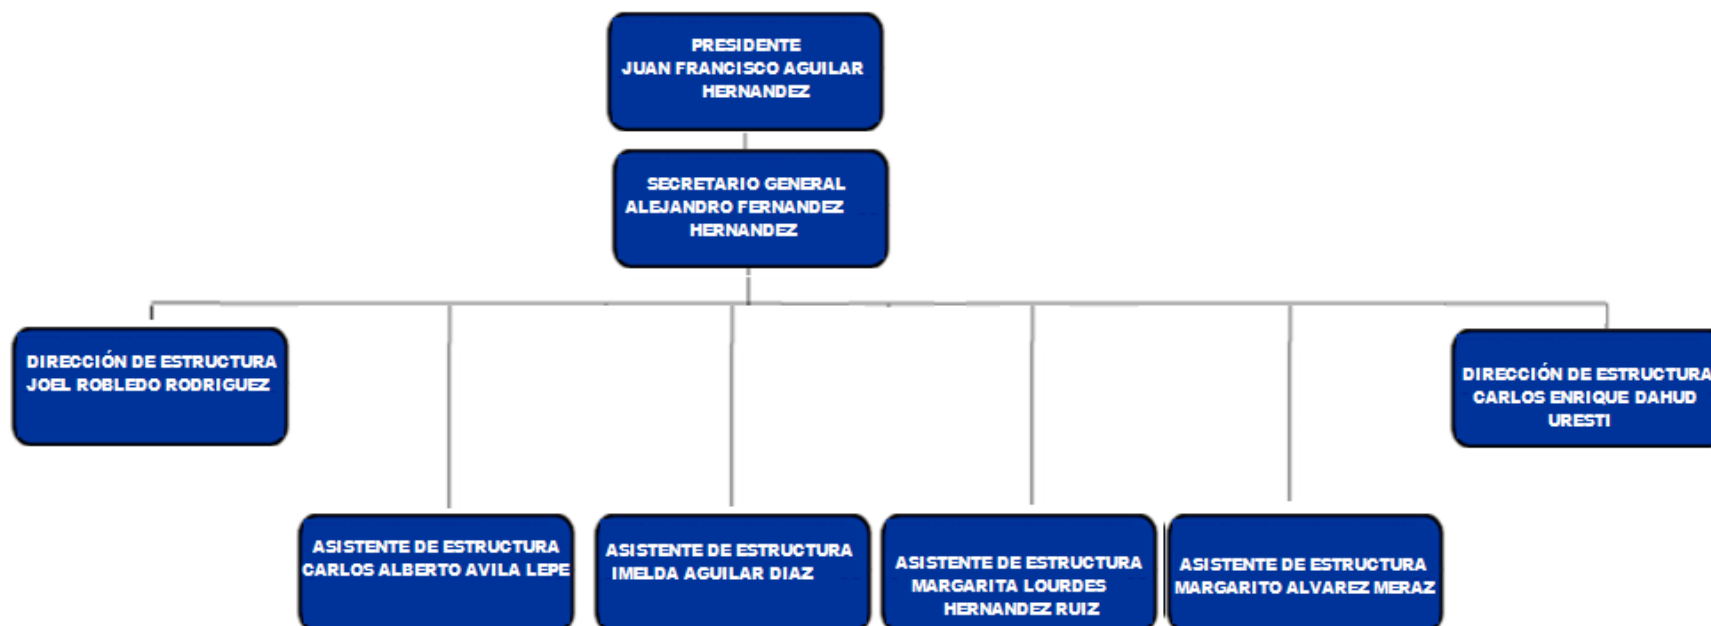 PRESIDENTE
JUAN FRANCISCO AGUILAR
HERNANDEZ
SECRETARIO GENERAL
ALEJANDRO FERNANDEZ
HERNANDEZ
DIRECCIÓN DE ESTRUCTURA
JOEL ROBLEDO RODRIGUEZ
DIRECCIÓN DE ESTRUCTURA
CARLOS ENRIQUE DAHUD
URESTI
ASISTENTE DE ESTRUCTURA
CARLOS ALBERTO AVILA LEPE
ASISTENTE DE ESTRUCTURA
IMELDA AGUILAR DIAZ
ASISTENTE DE ESTRUCTURA
MARGARITA LOURDES
HERNANDEZ RUIZ
ASISTENTE DE ESTRUCTURA
MARGARITO ALVAREZ MERAZ